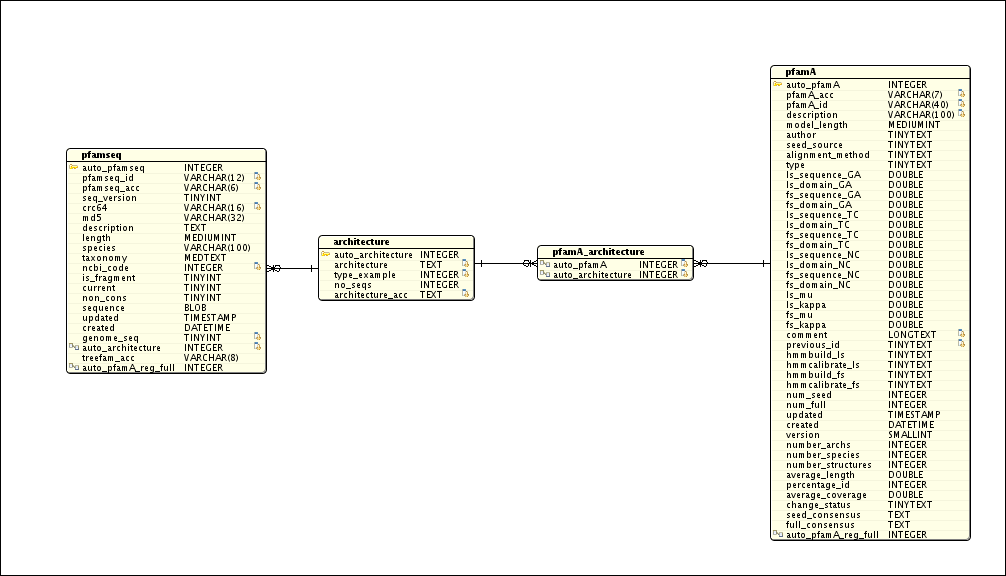 pfamseq
auto_pfamseq INTEGER
pfamseq_id VARCHAR(12)
pfamseq_acc VARCHAR(6)
seq_version TINYINT
crc64 VARCHAR(16)
md5 VARCHAR(32)
description TEXT
length MEDIUMINT
species VARCHAR(100)
taxonomy MEDTEXT
ncbi_code INTEGER
is_fragment TINYINT
current TINYINT
non_cons TINYINT
sequence BLOB
updated TIMESTAMP
created DATETIME
genome_seq TINYINT
auto_architecture INTEGER
treefam_acc VARCHAR(8)
auto_pfamA_reg_full INTEGER
architecture
auto_architecture INTEGER
architecture TEXT
type_example INTEGER
no_seqs INTEGER
architecture_acc TEXT
pfamA_architecture
auto_pfamA INTEGER
auto_architecture INTEGER
pfamA
auto_pfamA INTEGER
pfamA_acc VARCHAR(7)
pfamA_id VARCHAR(40)
description VARCHAR(100)
model_length MEDIUMINT
author TINYTEXT
seed_source TINYTEXT
alignment_method TINYTEXT
type TINYTEXT
ls_sequence_GA DOUBLE
ls_domain_GA DOUBLE
fs_sequence_GA DOUBLE
fs_domain_GA DOUBLE
ls_sequence_TC DOUBLE
ls_domain_TC DOUBLE
fs_sequence_TC DOUBLE
fs_domain_TC DOUBLE
ls_sequence_NC DOUBLE
ls_domain_NC DOUBLE
fs_sequence_NC DOUBLE
fs_domain_NC DOUBLE
ls_mu DOUBLE
ls_kappa DOUBLE
fs_mu DOUBLE
fs_kappa DOUBLE
comment LONGTEXT
previous_id TINYTEXT
hmmbuild_ls TINYTEXT
hmmcalibrate_ls TINYTEXT
hmmbuild_fs TINYTEXT
hmmcalibrate_fs TINYTEXT
num_seed INTEGER
num_full INTEGER
updated TIMESTAMP
created DATETIME
version SMALLINT
number_archs INTEGER
number_species INTEGER
number_structures INTEGER
average_length DOUBLE
percentage_id INTEGER
average_coverage DOUBLE
change_status TINYTEXT
seed_consensus TEXT
full_consensus TEXT
auto_pfamA_reg_full INTEGER